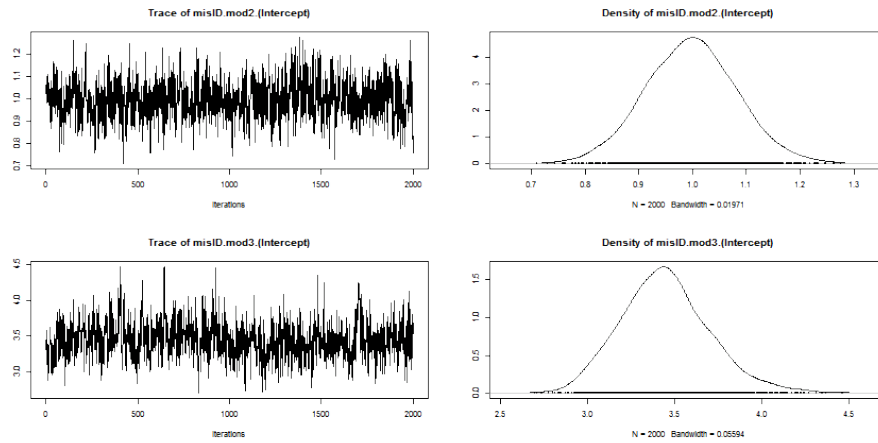 Trace of misID.mod2.(Intercept)
0.7 0.8 0.9 1.0 1.1 1.2
0 500 1000 1500 2000
Iterations
Density of misID.mod2.(Intercept)
0 1 2 3 4
0.7 0.8 0.9 1.0 1.1 1.2 1.3
N = 2000 Bandwidth = 0.01971
Trace of misID.mod3.(Intercept)
3.0 3.5 4.0 4.5
0 500 1000 1500 2000
Iterations
Density of misID.mod3.(Intercept)
0.0 0.5 1.0 1.5
2.5 3.0 3.5 4.0 4.5
N = 2000 Bandwidth = 0.05594